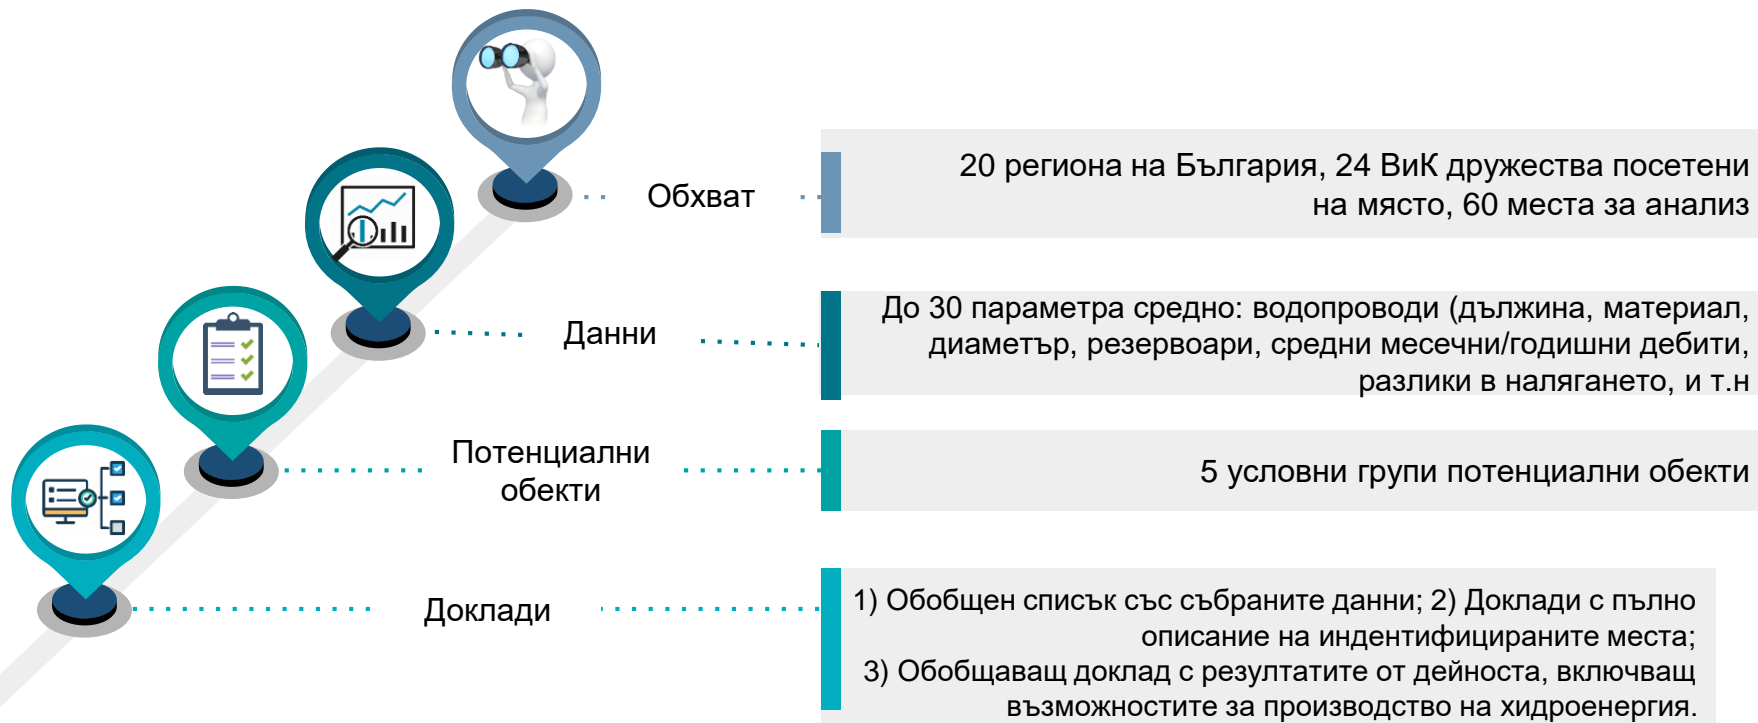 Обхват
20 региона на България, 24 ВиК дружества посетени
на място, 60 места за анализ
Данни
До 30 параметра средно: водопроводи (дължина, материал,
диаметър, резервоари, средни месечни/годишни дебити,
разлики в налягането, и т.н
Потенциални
обекти
5 условни групи потенциални обекти
Доклади
1) Обобщен списък със събраните данни; 2) Доклади с пълно
описание на индентифицираните места;
3) Обобщаващ доклад с резултатите от дейноста, включващ
възможностите за производство на хидроенергия.